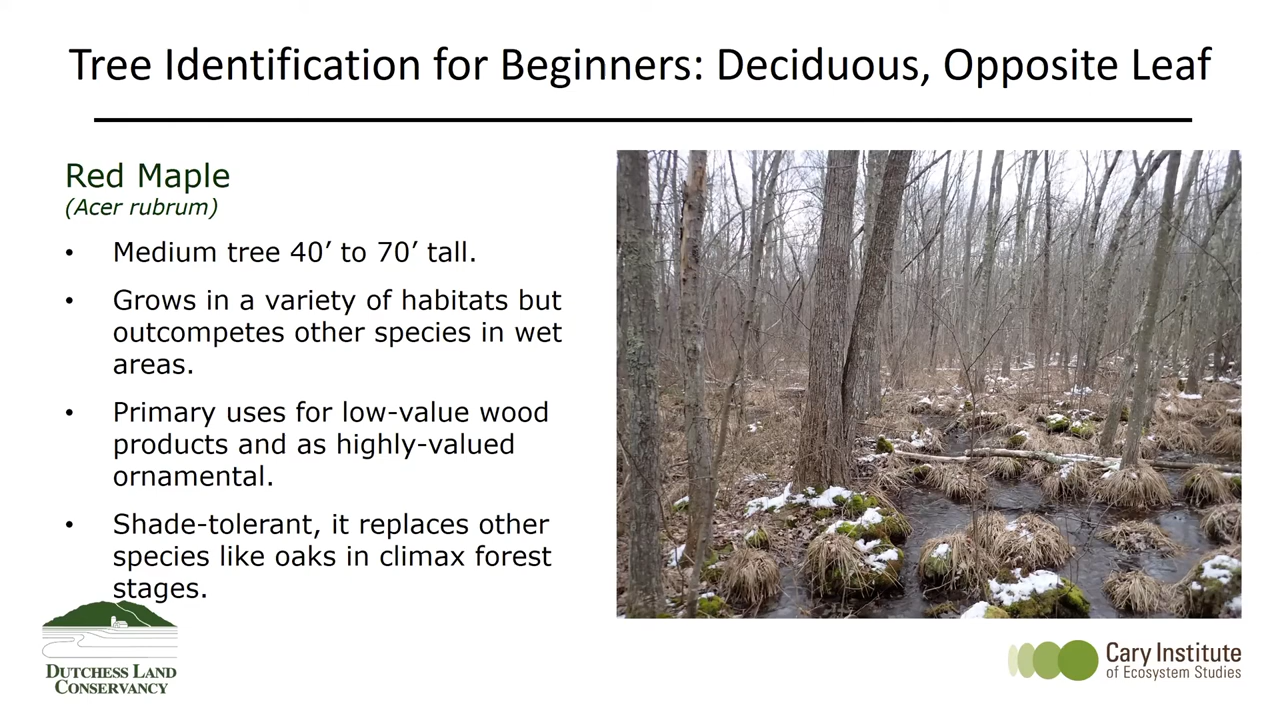 Tree Identification for Beginners: Deciduous, Opposite Leaf
Red Maple
(Acer rubrum)
• Medium tree 40’ to 70’ tall.
• Grows in a variety of habitats but
outcompetes other species in wet
areas.
• Primary uses for low-value wood
products and as highly-valued
ornamental.
• Shade-tolerant, it replaces other
species like oaks in climax forest
stages.
DUTCHESS LAND
CONSERVANCY
Cary Institute
of Ecosystem Studies